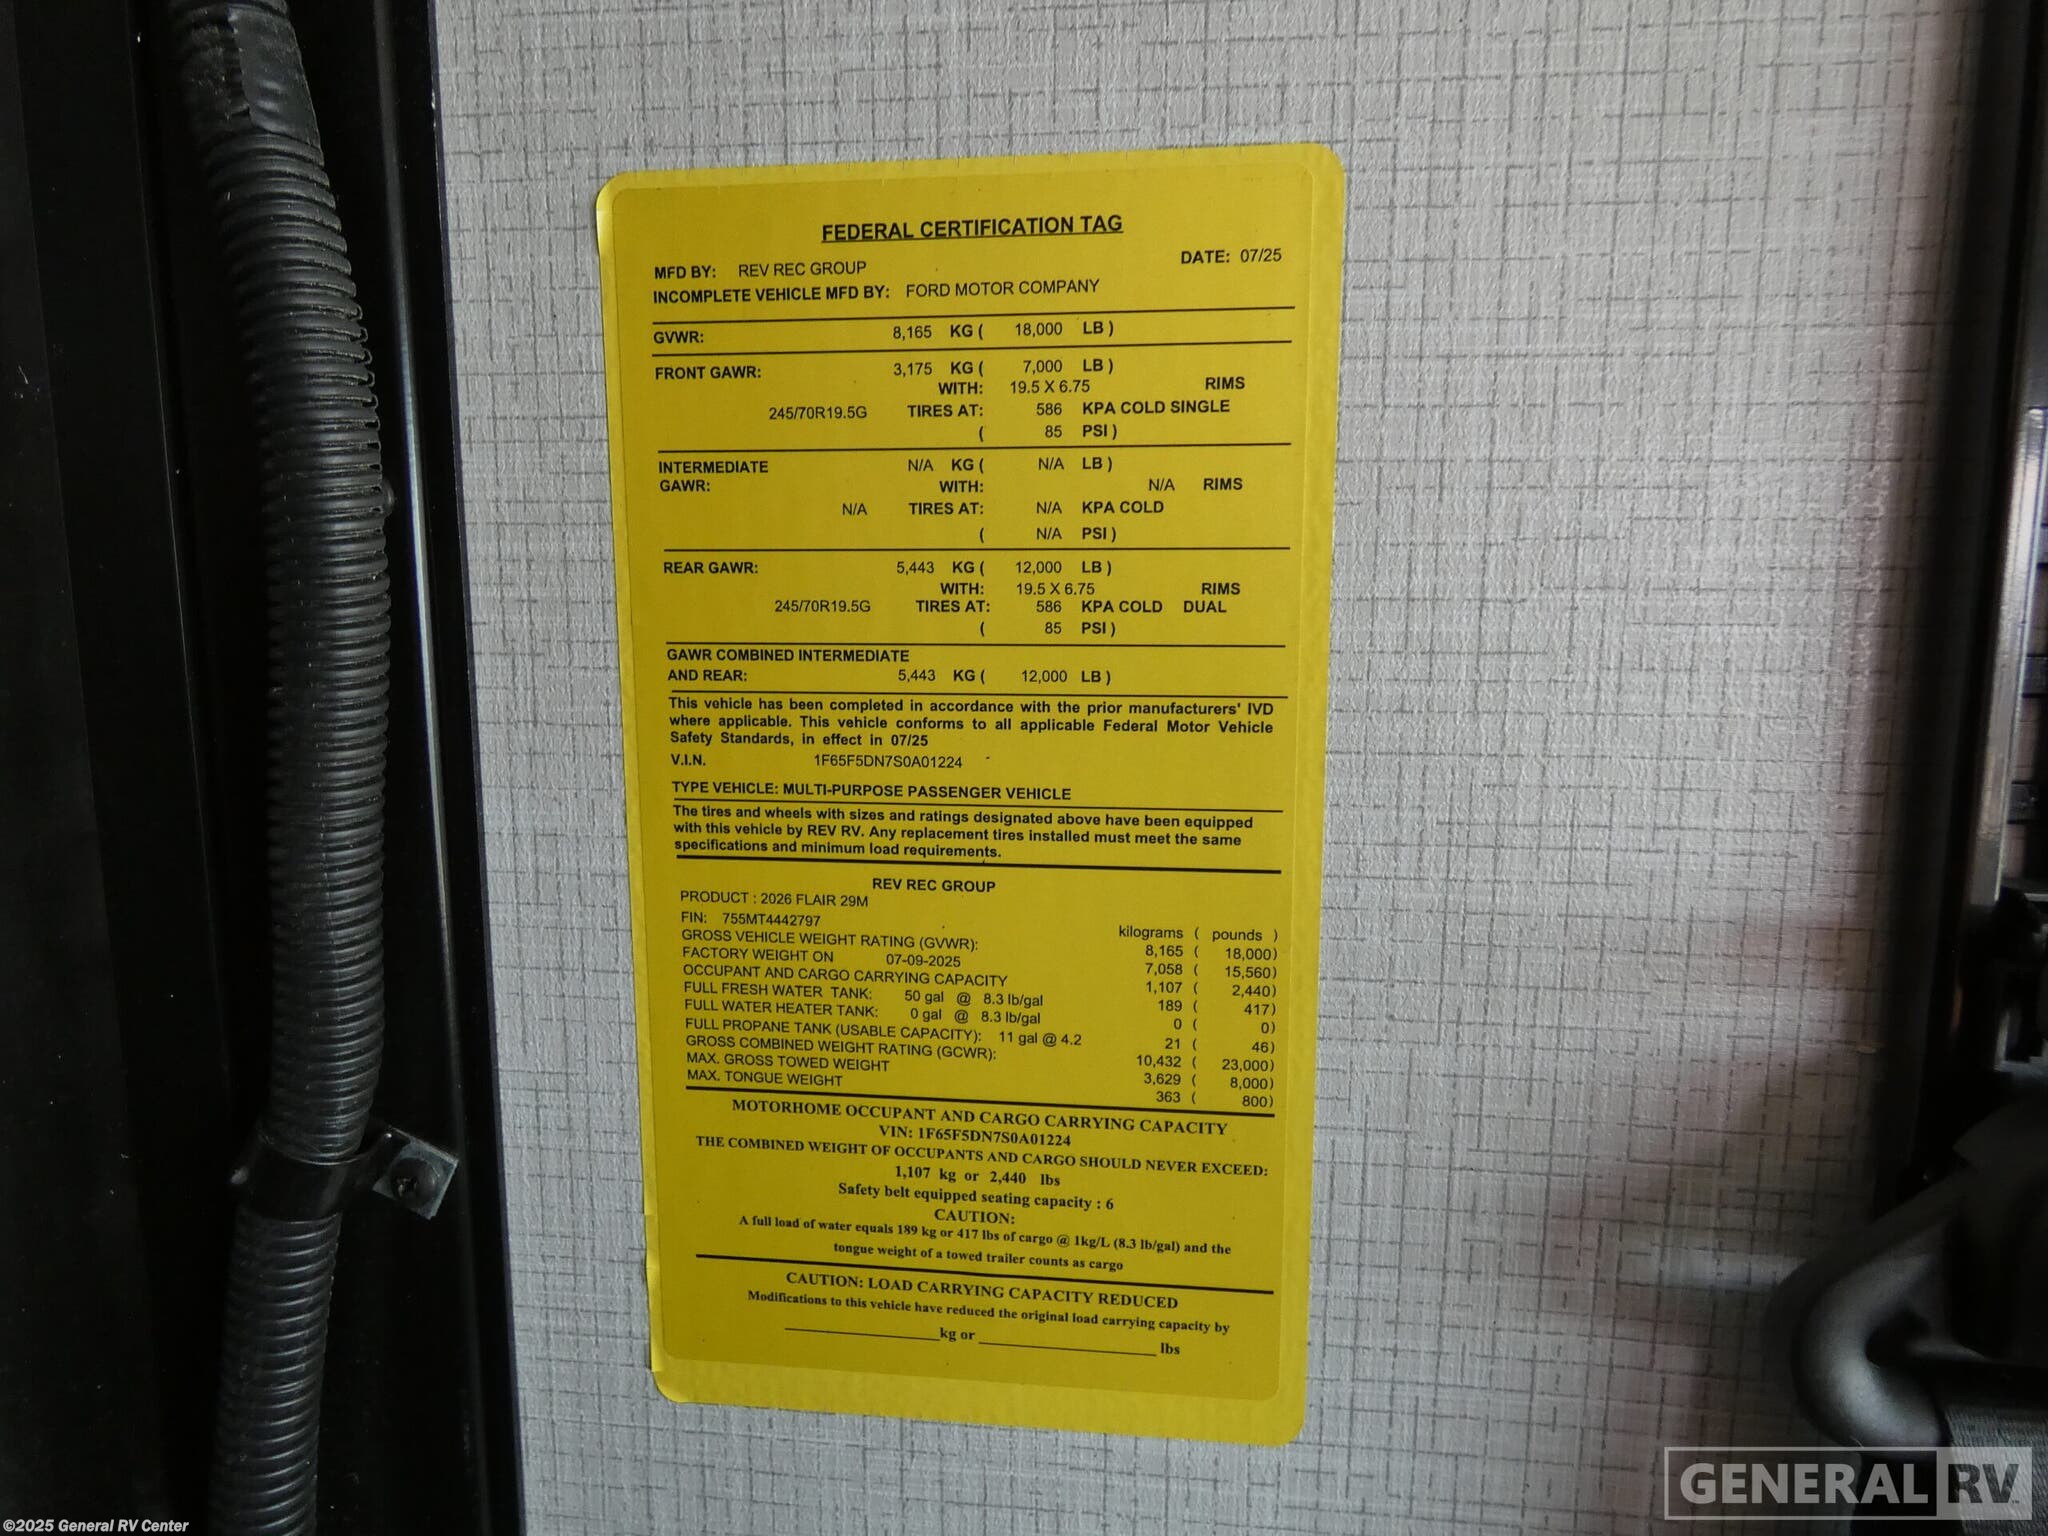 FEDERAL CERTIFICATION TAG
MFD BY: REV REC GROUP DATE: 07/25
INCOMPLETE VEHICLE MFD BY: FORD MOTOR COMPANY
GVWR: 8,165 KG ( 18,000 LB )
FRONT GAWR: 3,175 KG ( 7,000 LB )
WITH: 19.5 X 6.75 RIMS
245/70R19.5G TIRES AT: 586 KPA COLD SINGLE
( 85 PSI )
INTERMEDIATE N/A KG ( N/A LB )
GAWR: WITH: N/A RIMS
N/A TIRES AT: N/A KPA COLD
( N/A PSI )
REAR GAWR: 5,443 KG ( 12,000 LB )
WITH: 19.5 X 6.75 RIMS
245/70R19.5G TIRES AT: 586 KPA COLD DUAL
( 85 PSI )
GAWR COMBINED INTERMEDIATE
AND REAR: 5,443 KG ( 12,000 LB )
This vehicle has been completed in accordance with the prior manufacturers' IVD
where applicable. This vehicle conforms to all applicable Federal Motor Vehicle
Safety Standards, in effect in 07/25
V.I.N. 1F65F5DN7S0A01224
TYPE VEHICLE: MULTI-PURPOSE PASSENGER VEHICLE
The tires and wheels with sizes and ratings designated above have been equipped
with this vehicle by REV RV. Any replacement tires installed must meet the same
specifications and minimum load requirements.
REV REC GROUP
PRODUCT : 2026 FLAIR 29M
FIN: 755MT4442797 kilograms ( pounds )
GROSS VEHICLE WEIGHT RATING (GVWR): 8,165 ( 18,000)
FACTORY WEIGHT ON 07-09-2025 7,058 ( 15,560)
OCCUPANT AND CARGO CARRYING CAPACITY 1,107 ( 2,440)
FULL FRESH WATER TANK: 50 gal @ 8.3 lb/gal 189 ( 417)
FULL WATER HEATER TANK: 0 gal @ 8.3 lb/gal 0 ( 0)
FULL PROPANE TANK (USABLE CAPACITY): 11 gal @ 4.2 21 ( 46)
GROSS COMBINED WEIGHT RATING (GCWR): 10,432 ( 23,000)
MAX. GROSS TOWED WEIGHT 3,629 ( 8,000)
MAX. TONGUE WEIGHT 363 ( 800)
MOTORHOME OCCUPANT AND CARGO CARRYING CAPACITY
VIN: 1F65F5DN7S0A01224
THE COMBINED WEIGHT OF OCCUPANTS AND CARGO SHOULD NEVER EXCEED:
1,107 kg or 2,440 lbs
Safety belt equipped seating capacity : 6
CAUTION:
A full load of water equals 189 kg or 417 lbs of cargo @ 1kg/L (8.3 lb/gal) and the
tongue weight of a towed trailer counts as cargo
CAUTION: LOAD CARRYING CAPACITY REDUCED
Modifications to this vehicle have reduced the original load carrying capacity by
____________________kg or _______________________ lbs
GENERAL RV
©2025 General RV Center